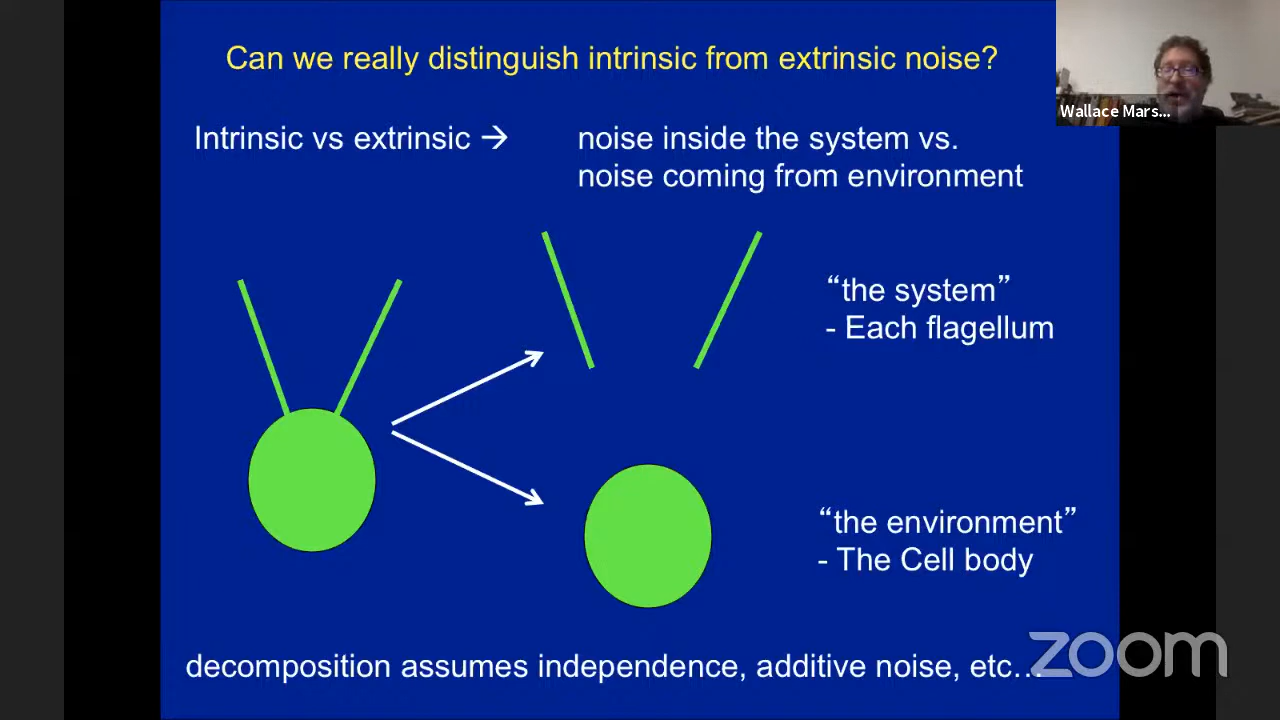 Can we really distinguish intrinsic from extrinsic noise?
Wallace Mars...
Intrinsic vs extrinsic → noise inside the system vs.
noise coming from environment
“the system”
- Each flagellum
“the environment”
- The Cell body
decomposition assumes independence, additive noise, etc...
zoom